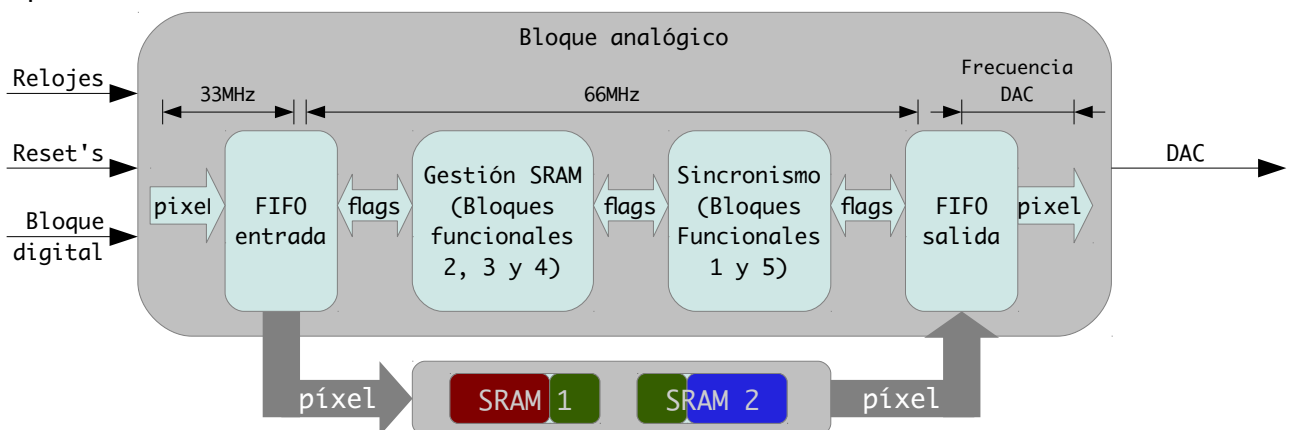 Bloque analógico
Relojes
Reset's
Bloque
digital
33MHz
66MHz
Frecuencia
DAC
pixel
FIFO
entrada
flags
Gestión SRAM
(Bloques
funcionales
2, 3 y 4)
flags
Sincronismo
(Bloques
Funcionales
1 y 5)
flags
FIFO
salida
pixel
DAC
píxel
SRAM 1
SRAM 2
píxel